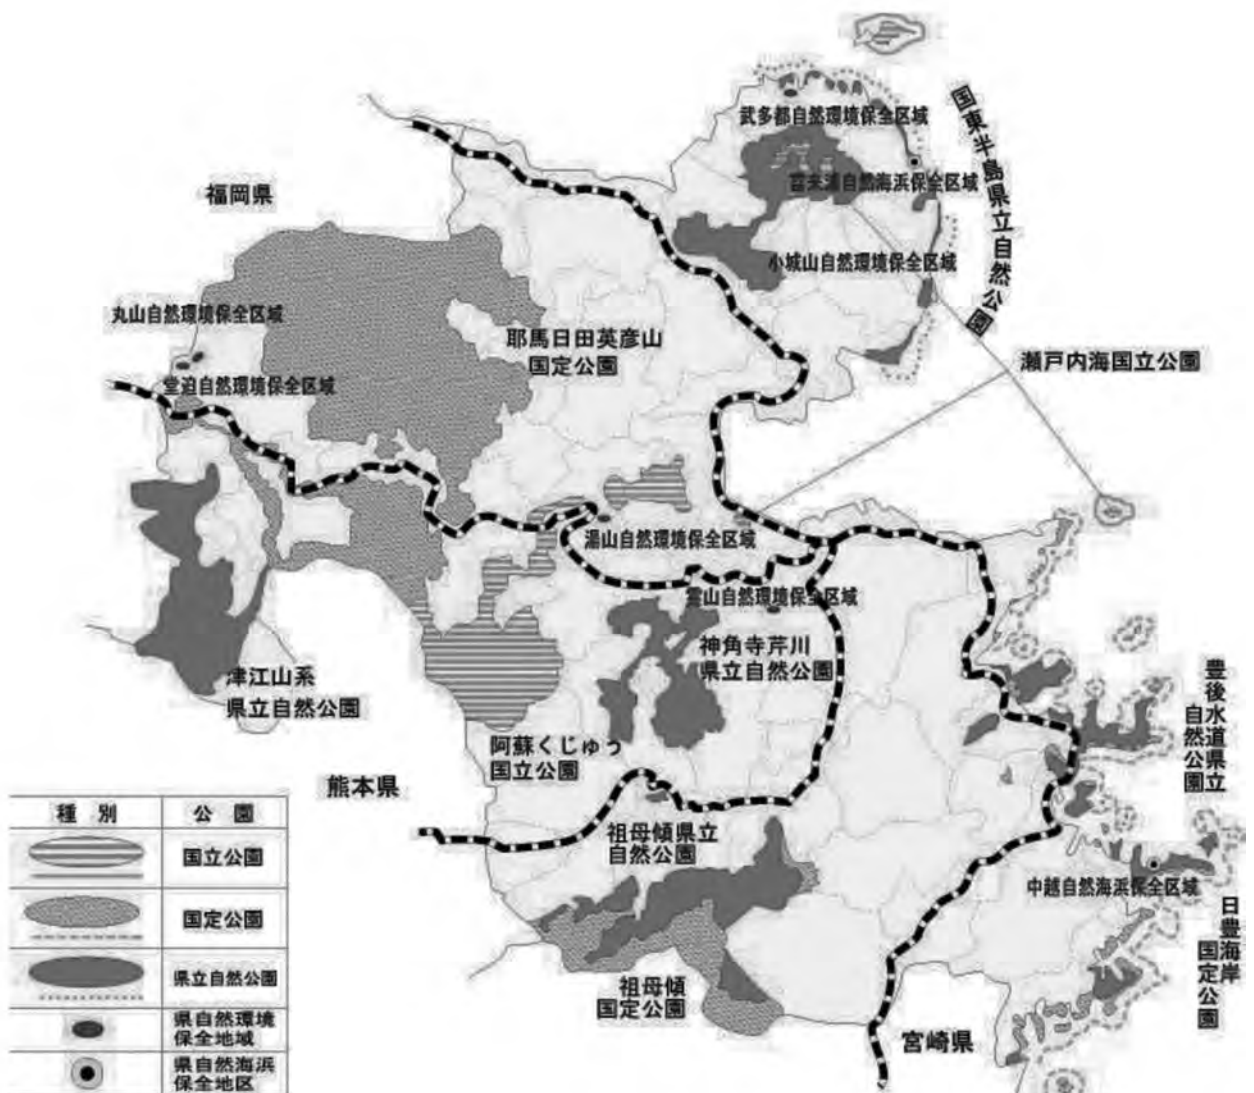 武多都自然環境保全区域
国東半島県立自然公園
富来浦自然海浜保全区域
福岡県
小城山自然環境保全区域
丸山自然環境保全区域
耶馬日田英彦山
国定公園
瀬戸内海国立公園
堂迫自然環境保全区域
湯山自然環境保全区域
霊山自然環境保全区域
神角寺芹川
県立自然公園
津江山系
県立自然公園
豊後水道県立
自然公園
阿蘇くじゅう
国立公園
熊本県
祖母傾県立
自然公園
中越自然海浜保全区域
日豊海岸
国定公園
祖母傾
国定公園
宮崎県
種 別
公 園
国立公園
国定公園
県立自然公園
県自然環境
保全地域
県自然海浜
保全地区